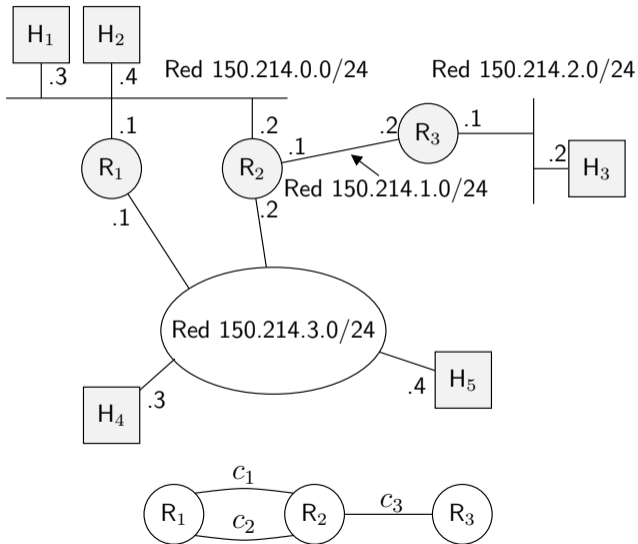 H1 H2
.3 .4
Red 150.214.0.0/24 Red 150.214.2.0/24
.1 .2 .2 .1
R1 R2 .1 R3 .2 H3
Red 150.214.1.0/24
.1 .2
Red 150.214.3.0/24
.3 .4
H4 H5
c1
R1 R2 c3 R3
c2